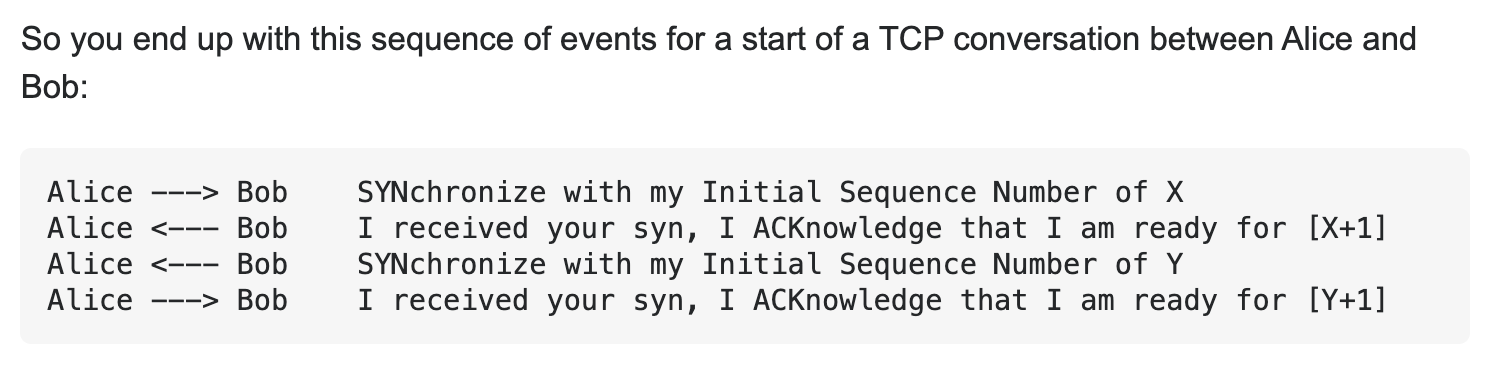 So you end up with this sequence of events for a start of a TCP conversation between Alice and
Bob:
Alice ---> Bob    SYNchronize with my Initial Sequence Number of X
Alice <--- Bob    I received your syn, I ACKnowledge that I am ready for [X+1]
Alice <--- Bob    SYNchronize with my Initial Sequence Number of Y
Alice ---> Bob    I received your syn, I ACKnowledge that I am ready for [Y+1]